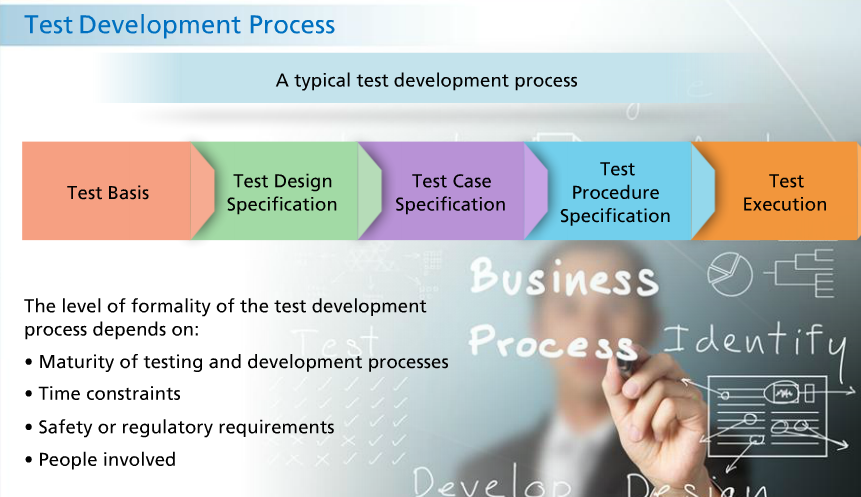 Test Development Process
A typical test development process
Test Basis
Test Design
Specification
Test Case
Specification
Test
Procedure
Specification
Test
Execution
Business
Process
Identify
Test
Develop
Design
The level of formality of the test development
process depends on:
• Maturity of testing and development processes
• Time constraints
• Safety or regulatory requirements
• People involved